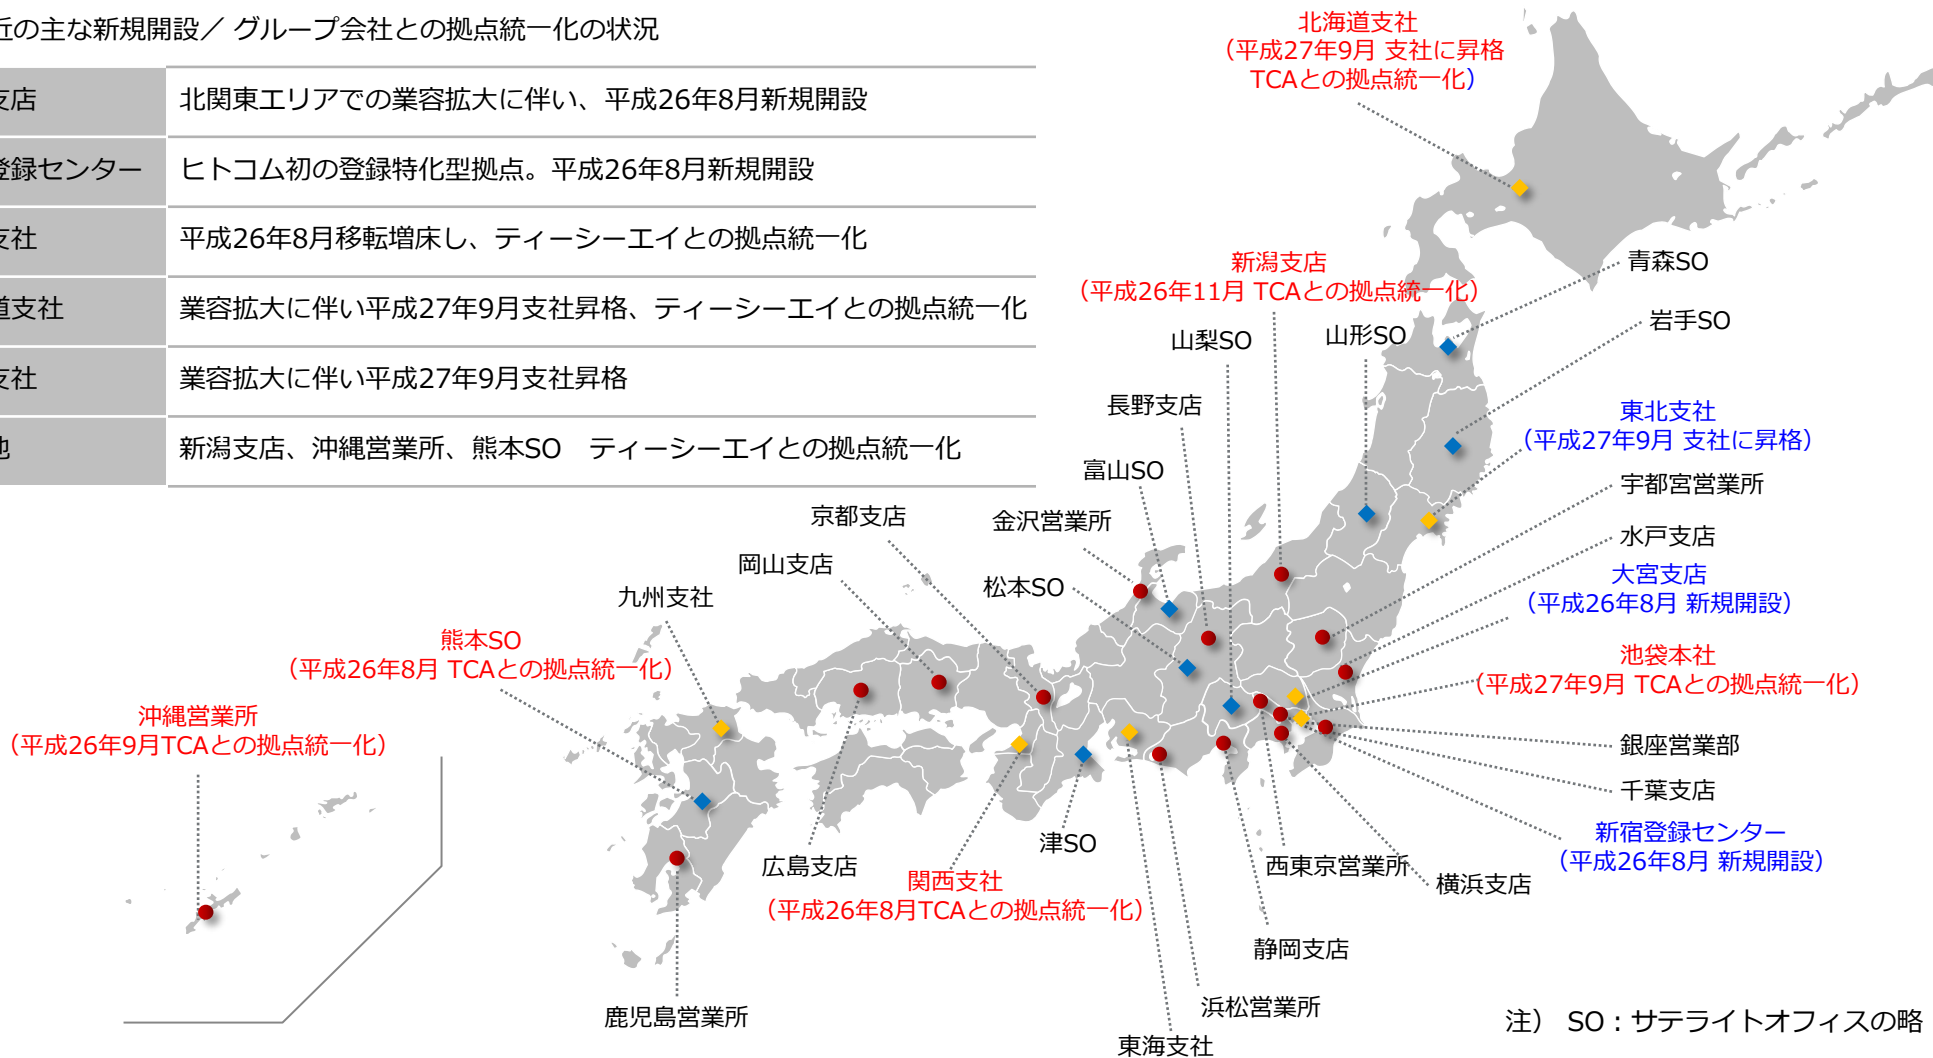 近の主な新規開設／ グループ会社との拠点統一化の状況
支店
北関東エリアでの業容拡大に伴い、平成26年8月新規開設
登録センター
ヒトコム初の登録特化型拠点。平成26年8月新規開設
支社
平成26年8月移転増床し、ティーシーエイとの拠点統一化
道支社
業容拡大に伴い平成27年9月支社昇格、ティーシーエイとの拠点統一化
支社
業容拡大に伴い平成27年9月支社昇格
他
新潟支店、沖縄営業所、熊本SO　ティーシーエイとの拠点統一化
北海道支社
（平成27年9月 支社に昇格
TCAとの拠点統一化）
新潟支店
（平成26年11月 TCAとの拠点統一化）
青森SO
岩手SO
山梨SO
山形SO
長野支店
東北支社
（平成27年9月 支社に昇格）
富山SO
宇都宮営業所
京都支店
金沢営業所
水戸支店
岡山支店
松本SO
大宮支店
（平成26年8月 新規開設）
九州支社
熊本SO
（平成26年8月 TCAとの拠点統一化）
池袋本社
（平成27年9月 TCAとの拠点統一化）
沖縄営業所
（平成26年9月TCAとの拠点統一化）
銀座営業部
千葉支店
新宿登録センター
（平成26年8月 新規開設）
津SO
広島支店
西東京営業所
横浜支店
関西支社
（平成26年8月TCAとの拠点統一化）
静岡支店
鹿児島営業所
浜松営業所
東海支社
注） SO：サテライトオフィスの略